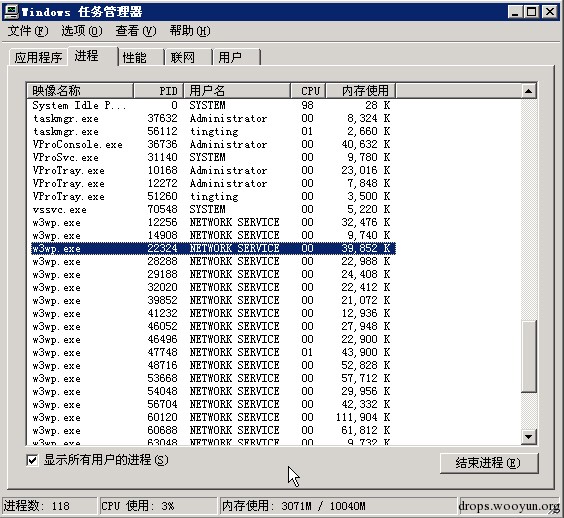 Windows 任务管理器
文件(F) 选项(O) 查看(V) 帮助(H)
应用程序 进程 性能 联网 用户
映像名称 PID 用户名 CPU 内存使用
System Idle P... 0 SYSTEM 98 28 K
taskmgr.exe 37632 Administrator 00 8,324 K
taskmgr.exe 56112 tingting 01 2,660 K
VProConsole.exe 36736 Administrator 00 40,632 K
VProSvc.exe 31140 SYSTEM 00 9,780 K
VProTray.exe 10168 Administrator 00 23,016 K
VProTray.exe 12272 Administrator 00 7,848 K
VProTray.exe 51260 tingting 00 3,500 K
vssvc.exe 70548 SYSTEM 00 5,220 K
w3wp.exe 12256 NETWORK SERVICE 00 32,476 K
w3wp.exe 14908 NETWORK SERVICE 00 9,740 K
w3wp.exe 22324 NETWORK SERVICE 00 39,852 K
w3wp.exe 28288 NETWORK SERVICE 00 22,988 K
w3wp.exe 29188 NETWORK SERVICE 00 24,408 K
w3wp.exe 32020 NETWORK SERVICE 00 22,412 K
w3wp.exe 39852 NETWORK SERVICE 00 21,072 K
w3wp.exe 41232 NETWORK SERVICE 00 12,936 K
w3wp.exe 46052 NETWORK SERVICE 00 27,948 K
w3wp.exe 46496 NETWORK SERVICE 00 22,900 K
w3wp.exe 47748 NETWORK SERVICE 01 43,900 K
w3wp.exe 48716 NETWORK SERVICE 00 52,828 K
w3wp.exe 53668 NETWORK SERVICE 00 57,712 K
w3wp.exe 54048 NETWORK SERVICE 00 29,956 K
w3wp.exe 56704 NETWORK SERVICE 00 42,332 K
w3wp.exe 60120 NETWORK SERVICE 00 111,904 K
w3wp.exe 60688 NETWORK SERVICE 00 61,812 K
w3wp.exe 63048 NETWORK SERVICE 00 9,732 K
显示所有用户的进程(S) 结束进程(E)
进程数: 118 CPU 使用: 3% 内存使用: 3071M / 10040M drops.wooyun.org